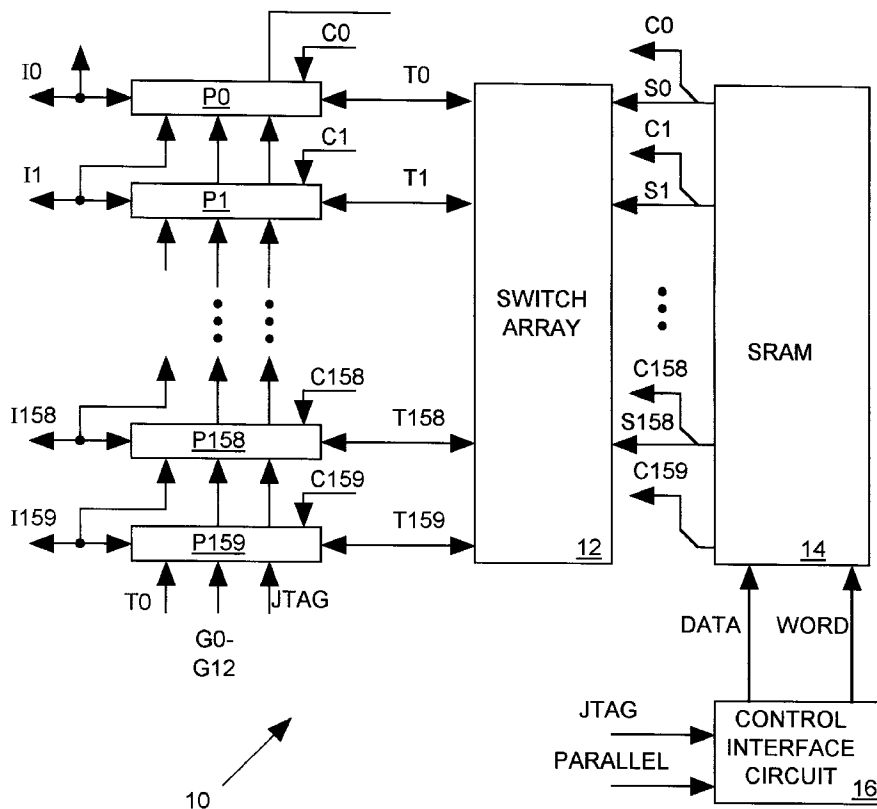 C0
C0
I0
P0
T0
S0
C1
C1
I1
P1
T1
S1
SWITCH
ARRAY
SRAM
C158
C158
I158
P158
T158
S158
C159
C159
I159
P159
T159
12
14
T0
JTAG
G0-
G12
DATA
WORD
JTAG
PARALLEL
CONTROL
INTERFACE
CIRCUIT
16
10